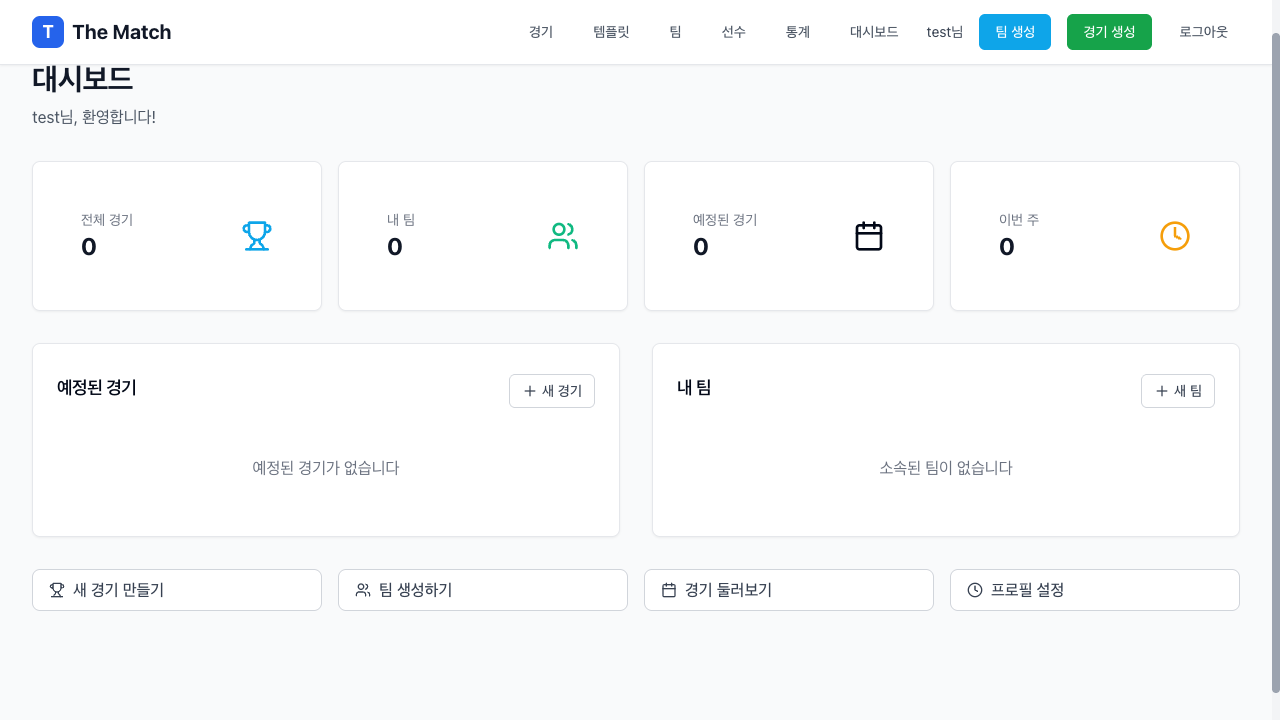 T The Match 경기 템플릿 팀 선수 통계 대시보드 test님 팀 생성 경기 생성 로그아웃
대시보드
test님, 환영합니다!
전체 경기
0
내 팀
0
예정된 경기
0
이번 주
0
예정된 경기
새 경기
예정된 경기가 없습니다
내 팀
새 팀
소속된 팀이 없습니다
새 경기 만들기
팀 생성하기
경기 둘러보기
프로필 설정